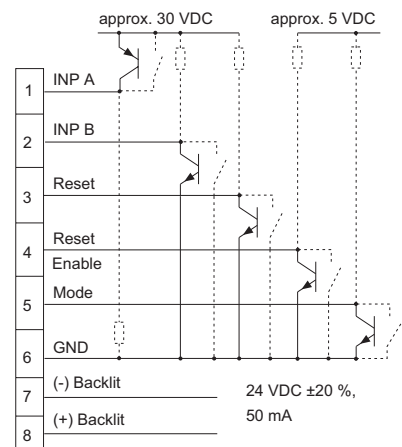 approx. 30 VDC
approx. 5 VDC
1 INP A
2 INP B
3 Reset
4 Reset
Enable
5 Mode
6 GND
7 (-) Backlit
8 (+) Backlit
24 VDC ±20 %,
50 mA